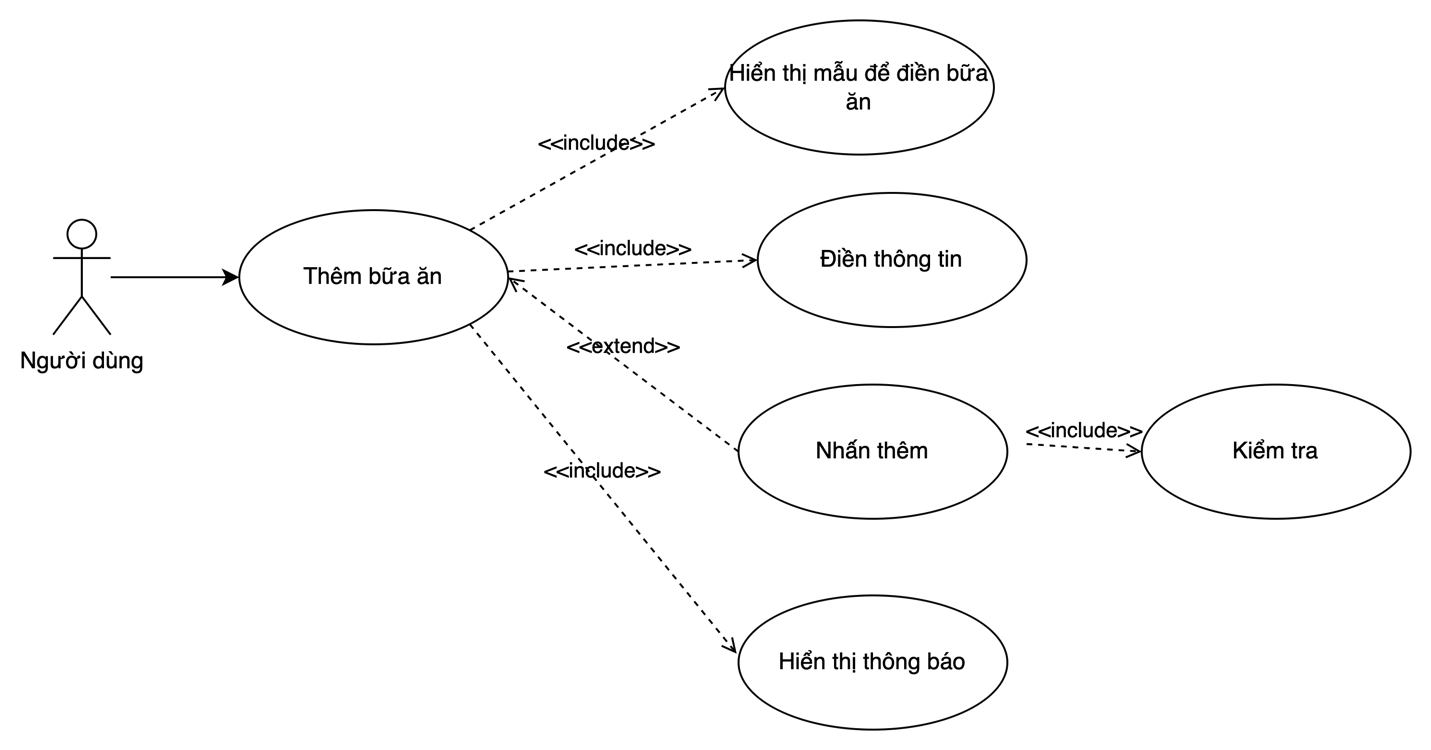 Hiển thị mẫu để điền bữa
ăn
<<include>>
<<include>>
Điền thông tin
Thêm bữa ăn
Người dùng
<<extend>>
<<include>>
Nhấn thêm
Kiểm tra
<<include>>
Hiển thị thông báo